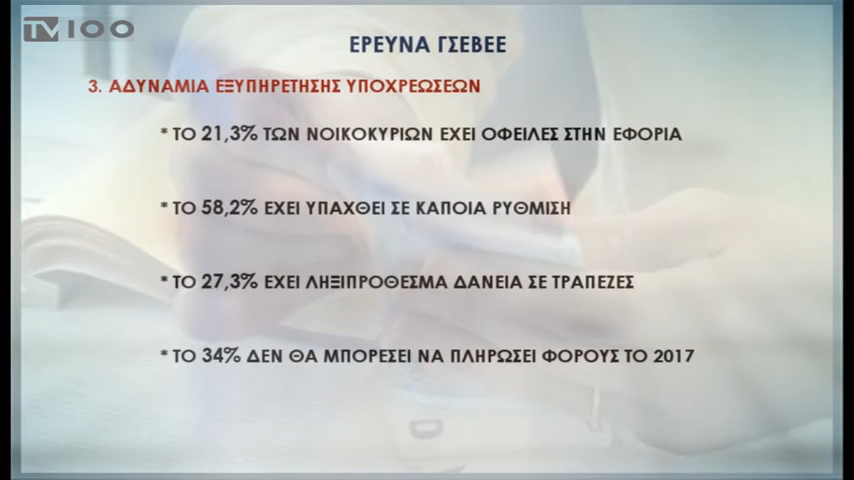 TV100
ΕΡΕΥΝΑ ΓΣΕΒΕΕ
3. ΑΔΥΝΑΜΙΑ ΕΞΥΠΗΡΕΤΗΣΗΣ ΥΠΟΧΡΕΩΣΕΩΝ
* ΤΟ 21,3% ΤΩΝ ΝΟΙΚΟΚΥΡΙΩΝ ΕΧΕΙ ΟΦΕΙΛΕΣ ΣΤΗΝ ΕΦΟΡΙΑ
* ΤΟ 58,2% ΕΧΕΙ ΥΠΑΧΘΕΙ ΣΕ ΚΑΠΟΙΑ ΡΥΘΜΙΣΗ
* ΤΟ 27,3% ΕΧΕΙ ΛΗΞΙΠΡΟΘΕΣΜΑ ΔΑΝΕΙΑ ΣΕ ΤΡΑΠΕΖΕΣ
* ΤΟ 34% ΔΕΝ ΘΑ ΜΠΟΡΕΣΕΙ ΝΑ ΠΛΗΡΩΣΕΙ ΦΟΡΟΥΣ ΤΟ 2017